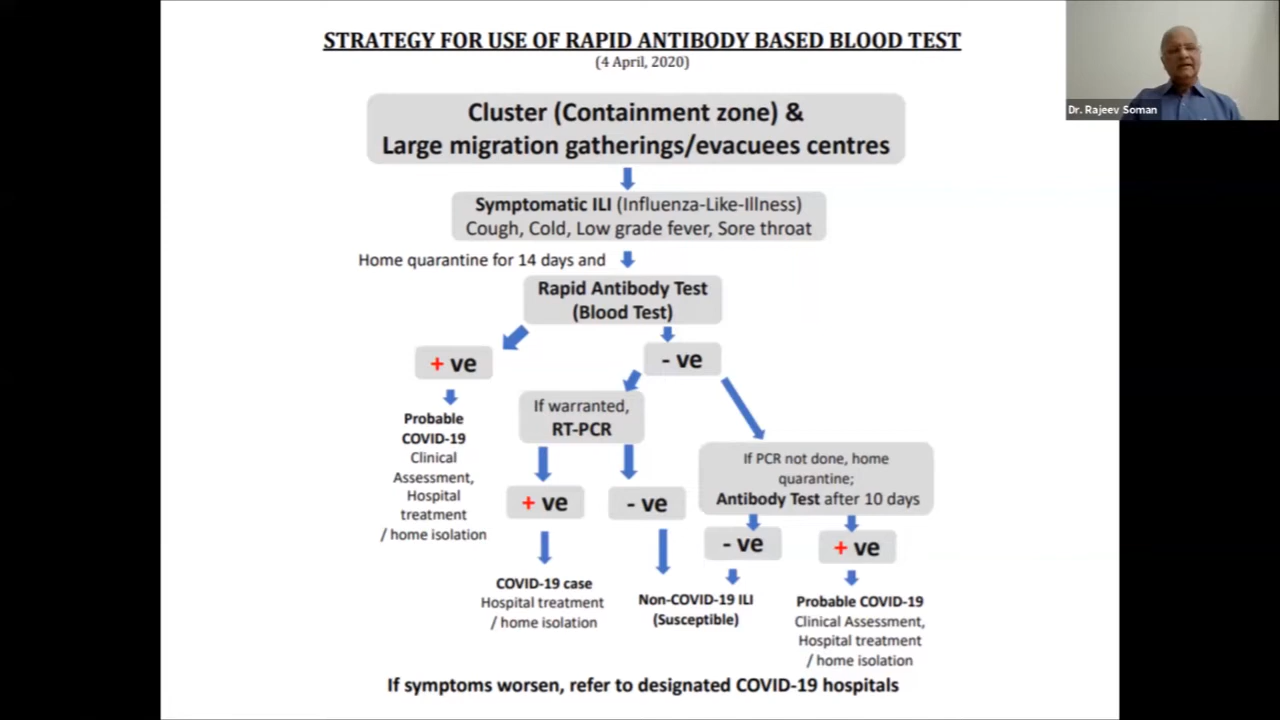 STRATEGY FOR USE OF RAPID ANTIBODY BASED BLOOD TEST
(4 April, 2020)
Dr. Rajeev Soman
Cluster (Containment zone) &
Large migration gatherings/evacuees centres
Symptomatic ILI (Influenza-Like-Illness)
Cough, Cold, Low grade fever, Sore throat
Home quarantine for 14 days and
Rapid Antibody Test
(Blood Test)
+ ve
- ve
Probable
COVID-19
Clinical
Assessment,
Hospital
treatment
/ home isolation
If warranted,
RT-PCR
+ ve
- ve
COVID-19 case
Hospital treatment
/ home isolation
If PCR not done, home
quarantine;
Antibody Test after 10 days
- ve
+ ve
Non-COVID-19 ILI
(Susceptible)
Probable COVID-19
Clinical Assessment,
Hospital treatment
/ home isolation
If symptoms worsen, refer to designated COVID-19 hospitals